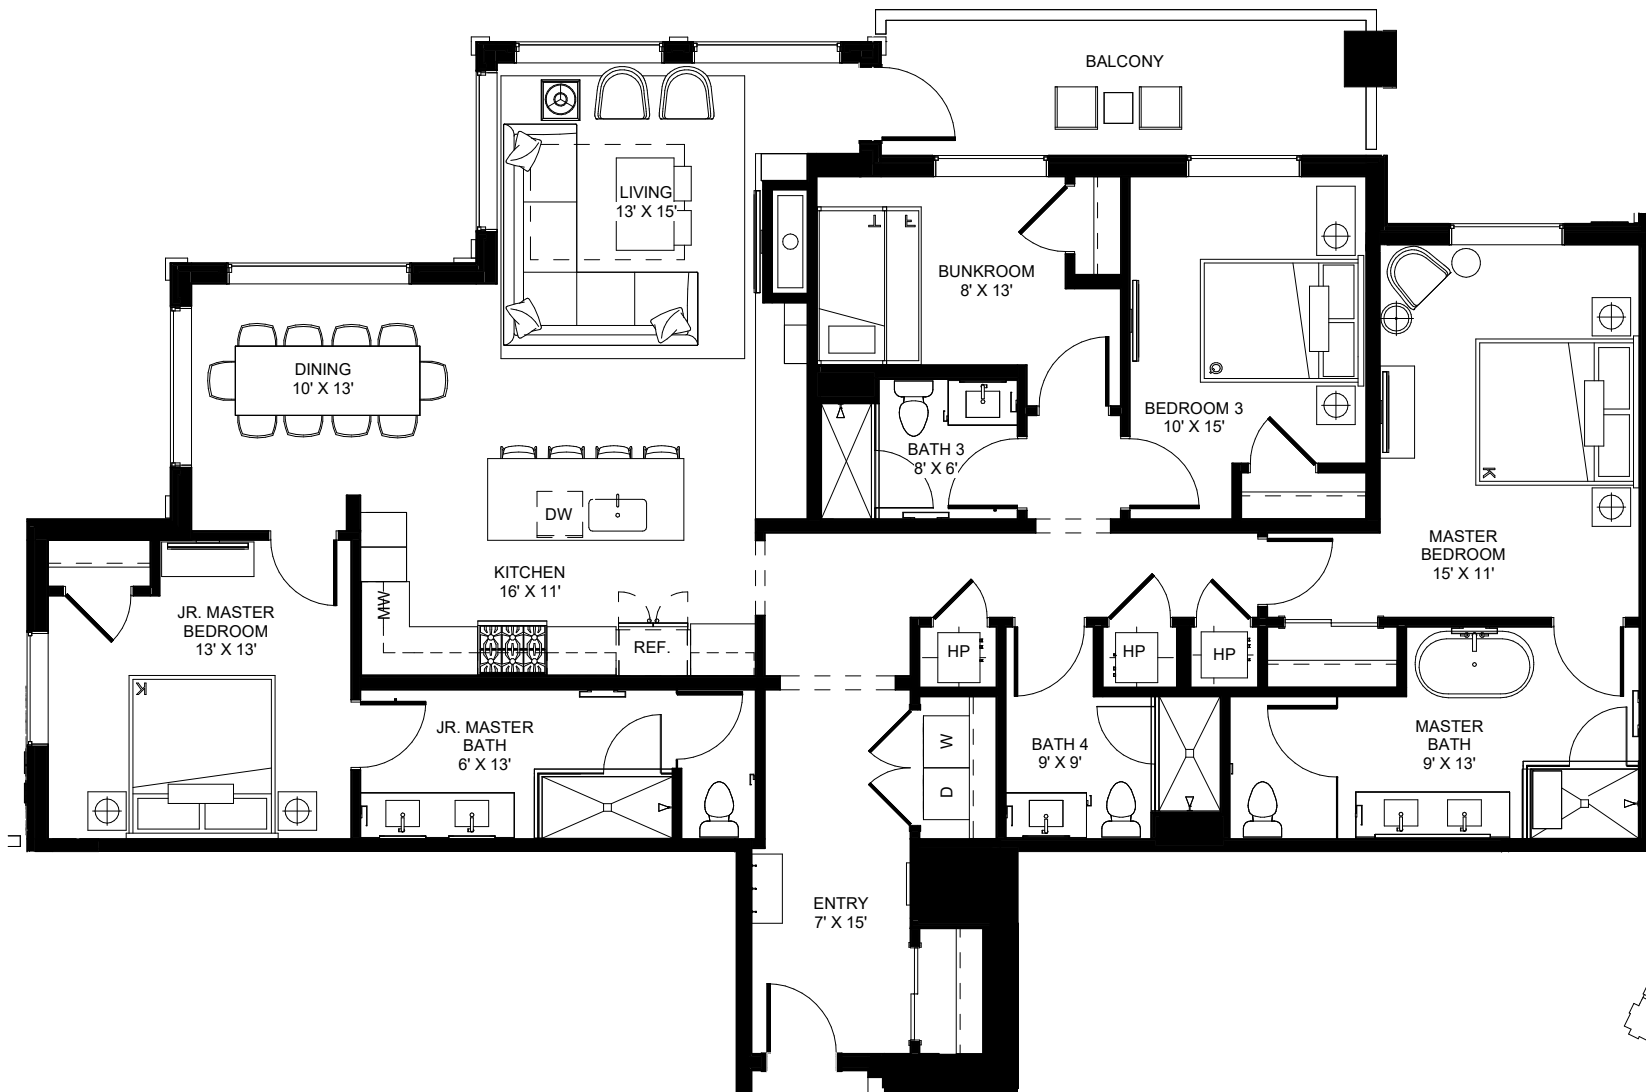 BALCONY
LIVING
13' X 15'
BUNKROOM
8' X 13'
T
F
DINING
10' X 13'
Q
BEDROOM 3
10' X 15'
BATH 3
8' X 6'
K
DW
MASTER
BEDROOM
15' X 11'
KITCHEN
16' X 11'
WM
REF.
JR. MASTER
BEDROOM
13' X 13'
HP
HP
HP
K
JR. MASTER
BATH
6' X 13'
W
D
BATH 4
9' X 9'
MASTER
BATH
9' X 13'
ENTRY
7' X 15'